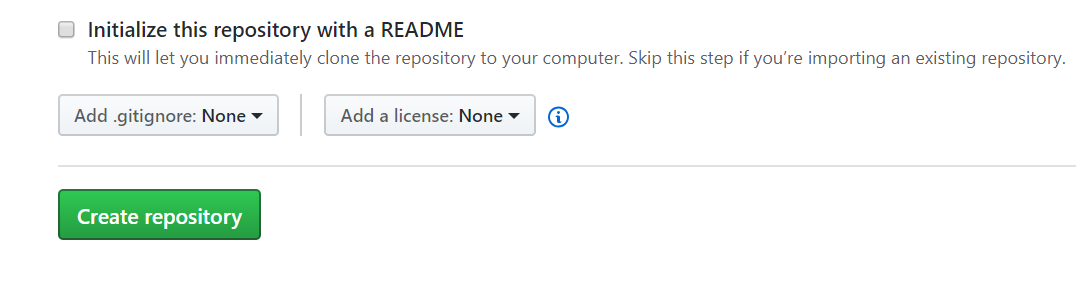 Initialize this repository with a README
This will let you immediately clone the repository to your computer. Skip this step if you’re importing an existing repository.
Add .gitignore: None Add a license: None
Create repository